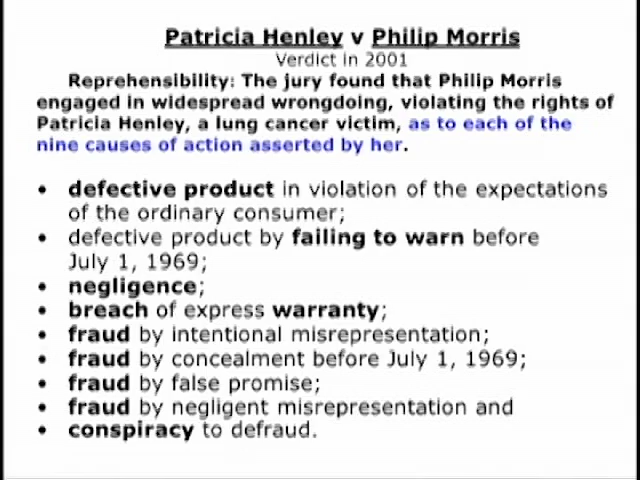 Patricia Henley v Philip Morris
Verdict in 2001
Reprehensibility: The jury found that Philip Morris
engaged in widespread wrongdoing, violating the rights of
Patricia Henley, a lung cancer victim, as to each of the
nine causes of action asserted by her.
• defective product in violation of the expectations
of the ordinary consumer;
• defective product by failing to warn before
July 1, 1969;
• negligence;
• breach of express warranty;
• fraud by intentional misrepresentation;
• fraud by concealment before July 1, 1969;
• fraud by false promise;
• fraud by negligent misrepresentation and
• conspiracy to defraud.